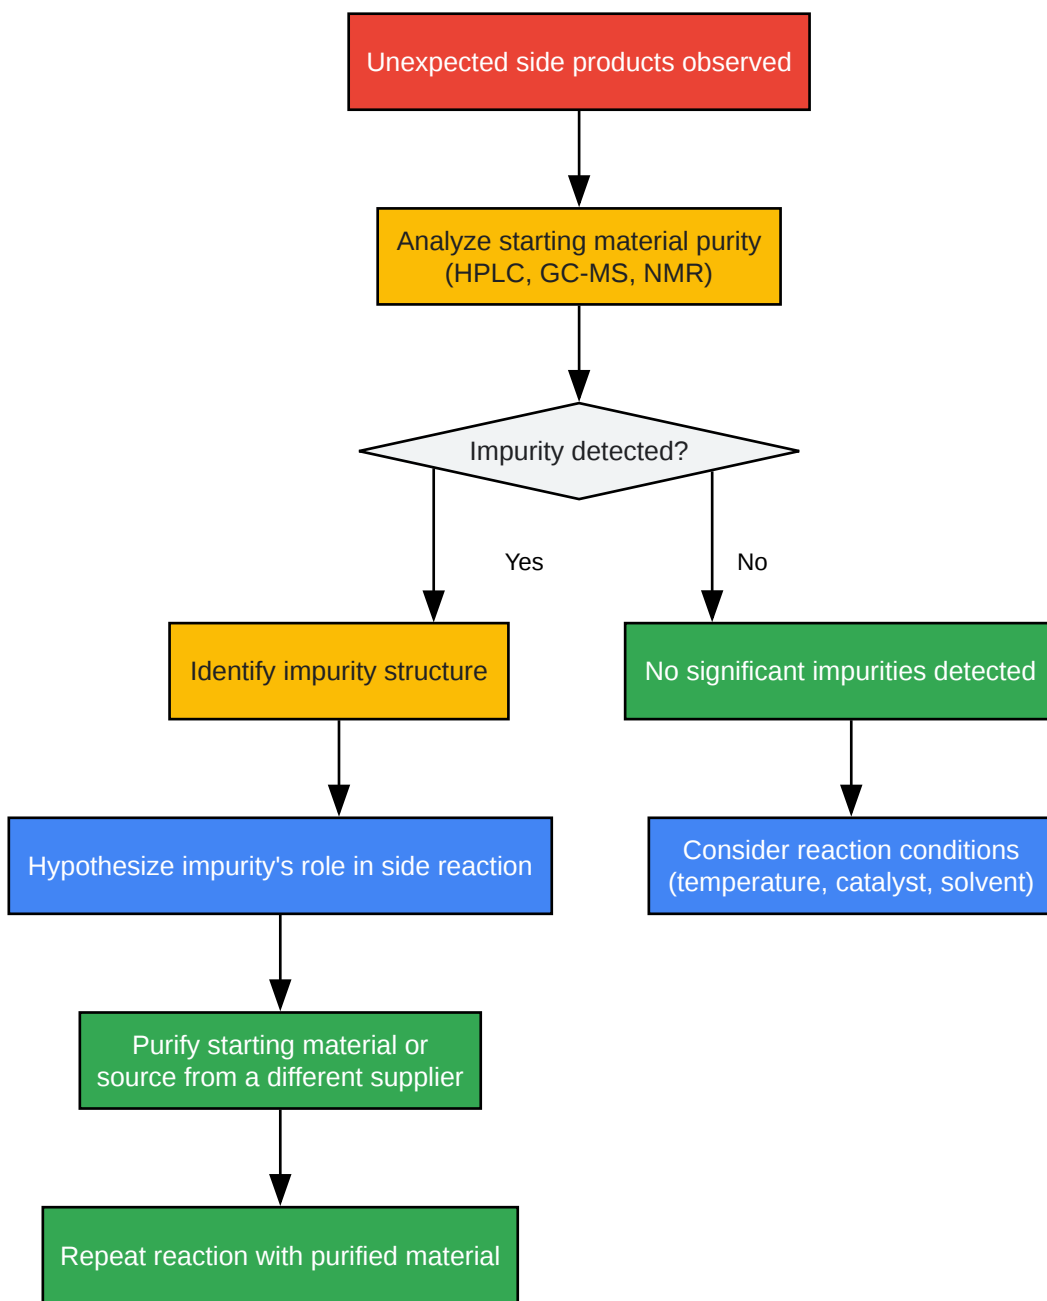 Unexpected side products observed
Analyze starting material purity
(HPLC, GC-MS, NMR)
Impurity detected?
Yes
No
Identify impurity structure
No significant impurities detected
Hypothesize impurity's role in side reaction
Consider reaction conditions
(temperature, catalyst, solvent)
Purify starting material or
source from a different supplier
Repeat reaction with purified material